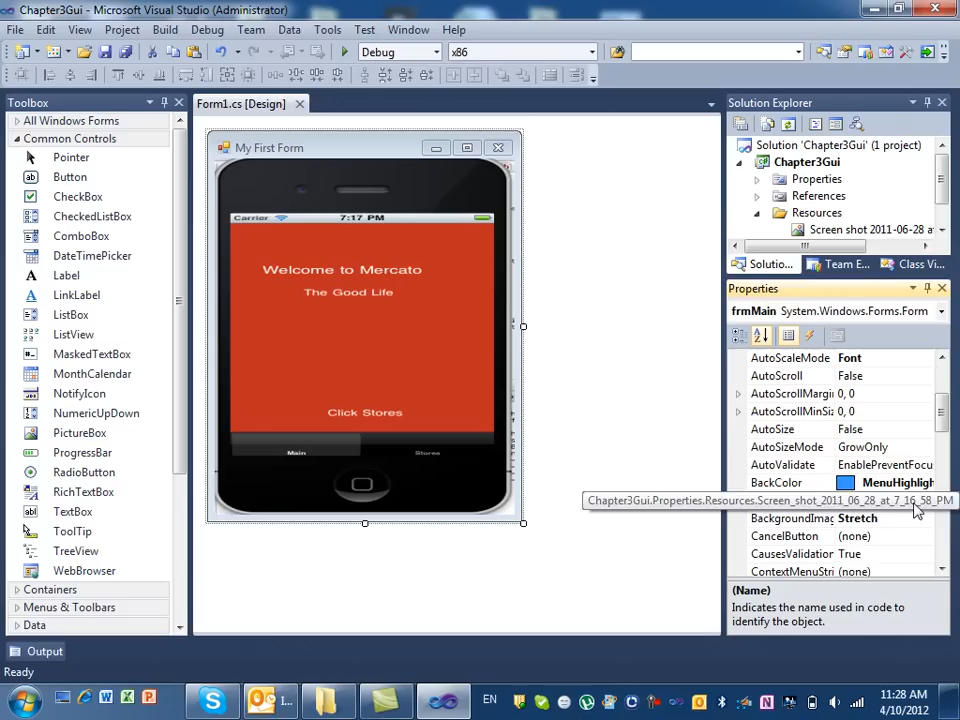 Chapter3Gui - Microsoft Visual Studio (Administrator)
File Edit View Project Build Debug Team Data Tools Test Window Help
Debug x86
Toolbox
All Windows Forms
Common Controls
Pointer
Button
CheckBox
CheckedListBox
ComboBox
DateTimePicker
Label
LinkLabel
ListBox
ListView
MaskedTextBox
MonthCalendar
NotifyIcon
NumericUpDown
PictureBox
ProgressBar
RadioButton
TextBox
ToolTip
TreeView
WebBrowser
Containers
Menus & Toolbars
Data
Form1.cs [Design]
My First Form
Carrier 7:17 PM
Welcome to Mercato
The Good Life
Click Stores
Main Stores
Solution Explorer
Solution 'Chapter3Gui' (1 project)
Chapter3Gui
Properties
References
Resources
Screen shot 2011-06-28 at
Solutio... Team E... Class Vi...
Properties
frmMain System.Windows.Forms.Form
AutoScaleMode Font
AutoScroll False
AutoScrollMargin 0, 0
AutoScrollMinSiz 0, 0
AutoSize False
AutoSizeMode GrowOnly
AutoValidate EnablePreventFocu
BackColor MenuHighligh
Chapter3Gui.Properties.Resources.Screen_shot_2011_06_28_at_7_16_58_PM
BackgroundImag Stretch
CancelButton (none)
CausesValidation True
ContextMenuStri (none)
(Name)
Indicates the name used in code to
identify the object.
Output
Ready
I...
EN
11:28 AM
4/10/2012